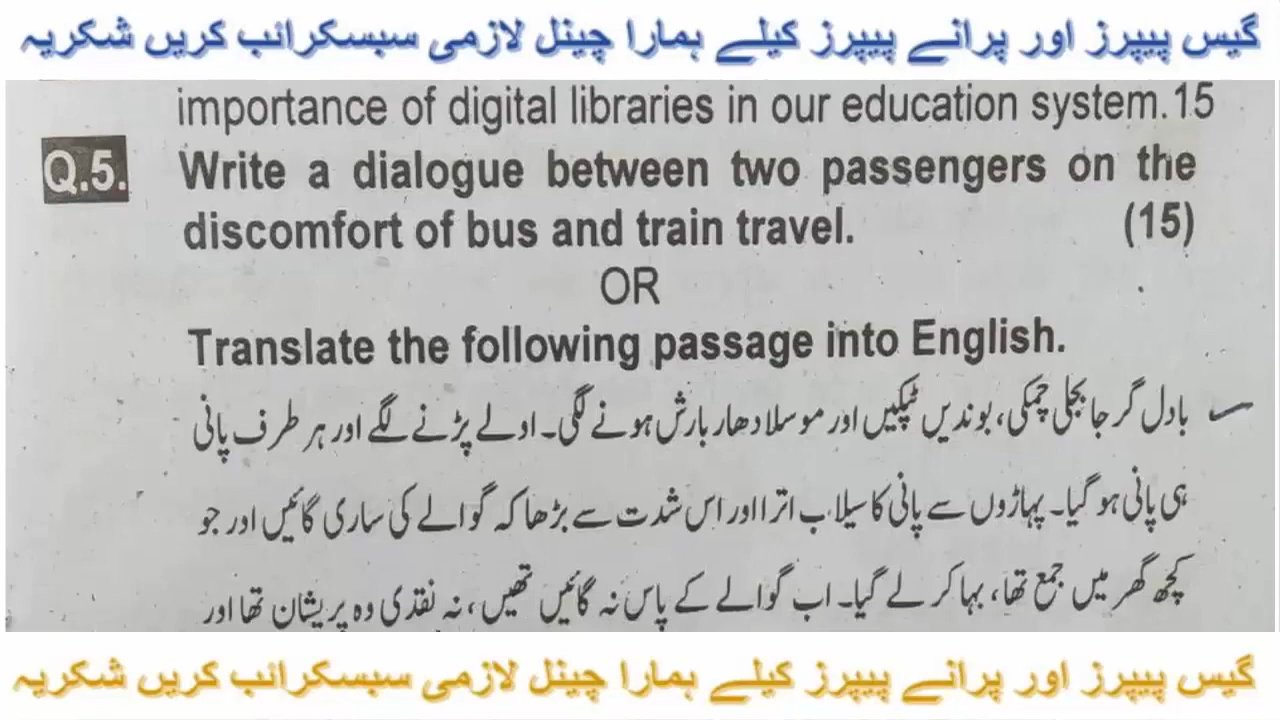 گیس پیپرز اور پرانے پیپرز کیلے ہمارا چینل لازمی سبسکرائب کریں شکریہ
importance of digital libraries in our education system.15
Q.5. Write a dialogue between two passengers on the
discomfort of bus and train travel. (15)
OR
Translate the following passage into English.
بادل گرجا بجلی چمکی، بوندیں ٹپکیں اور موسلا دھار بارش ہونے لگی۔ اولے پڑنے لگے اور ہر طرف پانی
ہی پانی ہو گیا۔ پہاڑوں سے پانی کا سیلاب اترا اور اس شدت سے بڑھا کہ گوالے کی ساری گائیں اور جو
کچھ گھر میں جمع تھا، بہا کر لے گیا۔ اب گوالے کے پاس نہ گائیں تھیں، نہ نقدی وہ پریشان تھا اور
گیس پیپرز اور پرانے پیپرز کیلے ہمارا چینل لازمی سبسکرائب کریں شکریہ